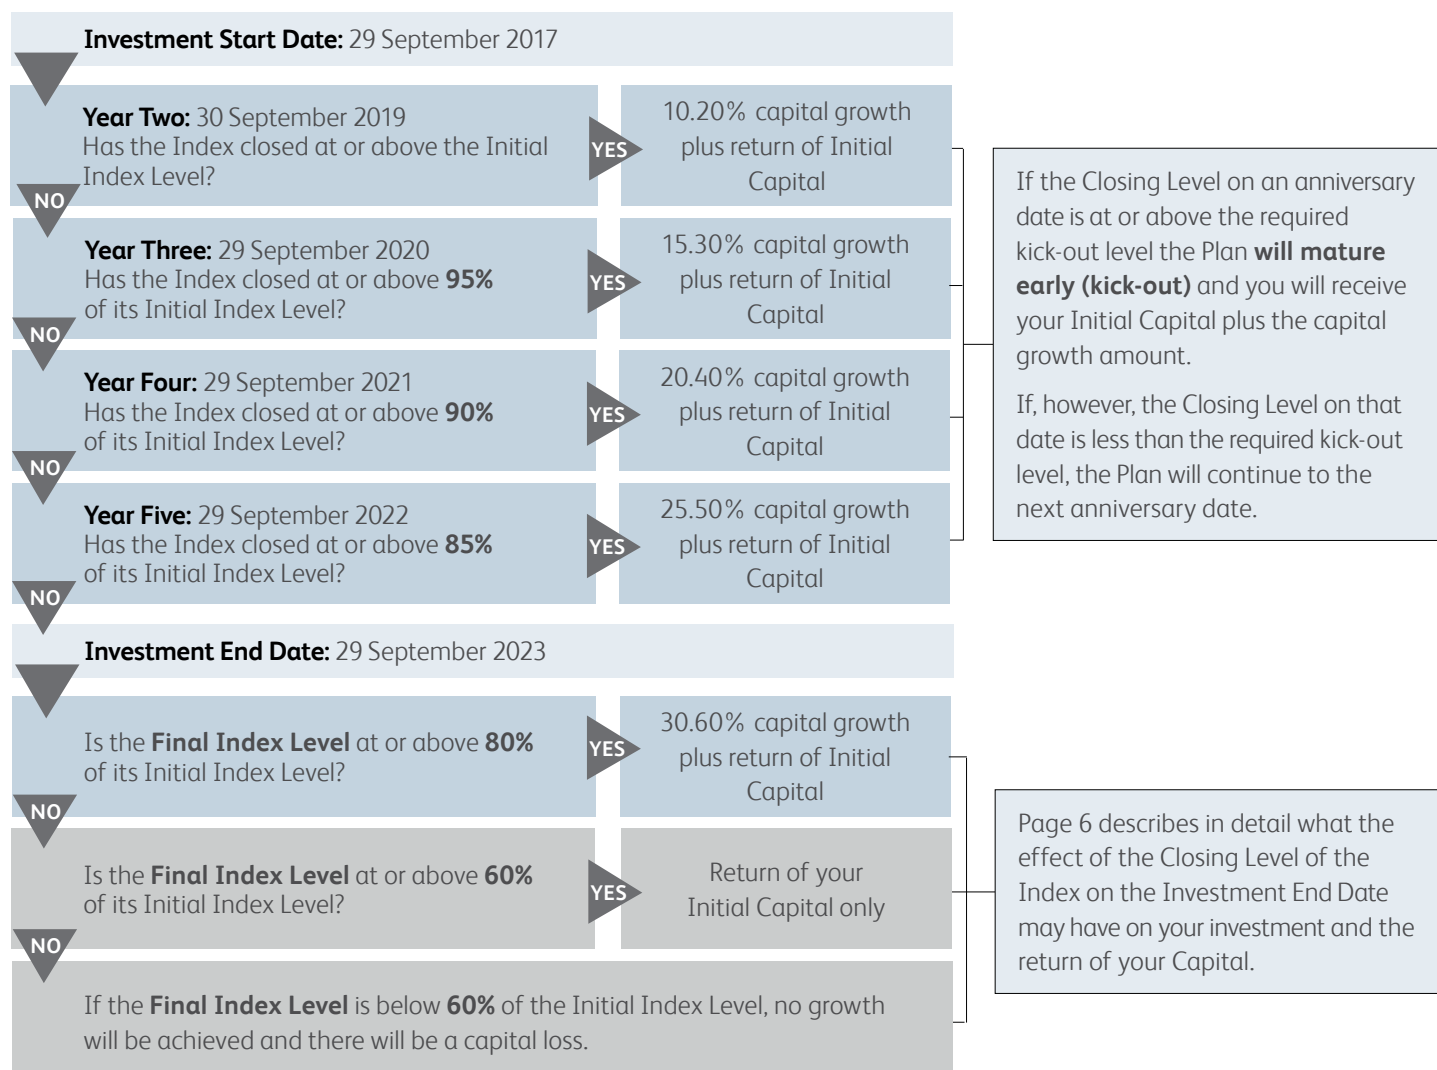 Investment Start Date: 29 September 2017
Year Two: 30 September 2019
Has the Index closed at or above the Initial
Index Level?
YES
10.20% capital growth
plus return of Initial
Capital
NO
Year Three: 29 September 2020
Has the Index closed at or above 95%
of its Initial Index Level?
YES
15.30% capital growth
plus return of Initial
Capital
NO
Year Four: 29 September 2021
Has the Index closed at or above 90%
of its Initial Index Level?
YES
20.40% capital growth
plus return of Initial
Capital
NO
Year Five: 29 September 2022
Has the Index closed at or above 85%
of its Initial Index Level?
YES
25.50% capital growth
plus return of Initial
Capital
NO
If the Closing Level on an anniversary
date is at or above the required
kick-out level the Plan will mature
early (kick-out) and you will receive
your Initial Capital plus the capital
growth amount.
If, however, the Closing Level on that
date is less than the required kick-out
level, the Plan will continue to the
next anniversary date.
Investment End Date: 29 September 2023
Is the Final Index Level at or above 80%
of its Initial Index Level?
YES
30.60% capital growth
plus return of Initial
Capital
NO
Is the Final Index Level at or above 60%
of its Initial Index Level?
YES
Return of your
Initial Capital only
NO
If the Final Index Level is below 60% of the Initial Index Level, no growth
will be achieved and there will be a capital loss.
Page 6 describes in detail what the
effect of the Closing Level of the
Index on the Investment End Date
may have on your investment and the
return of your Capital.